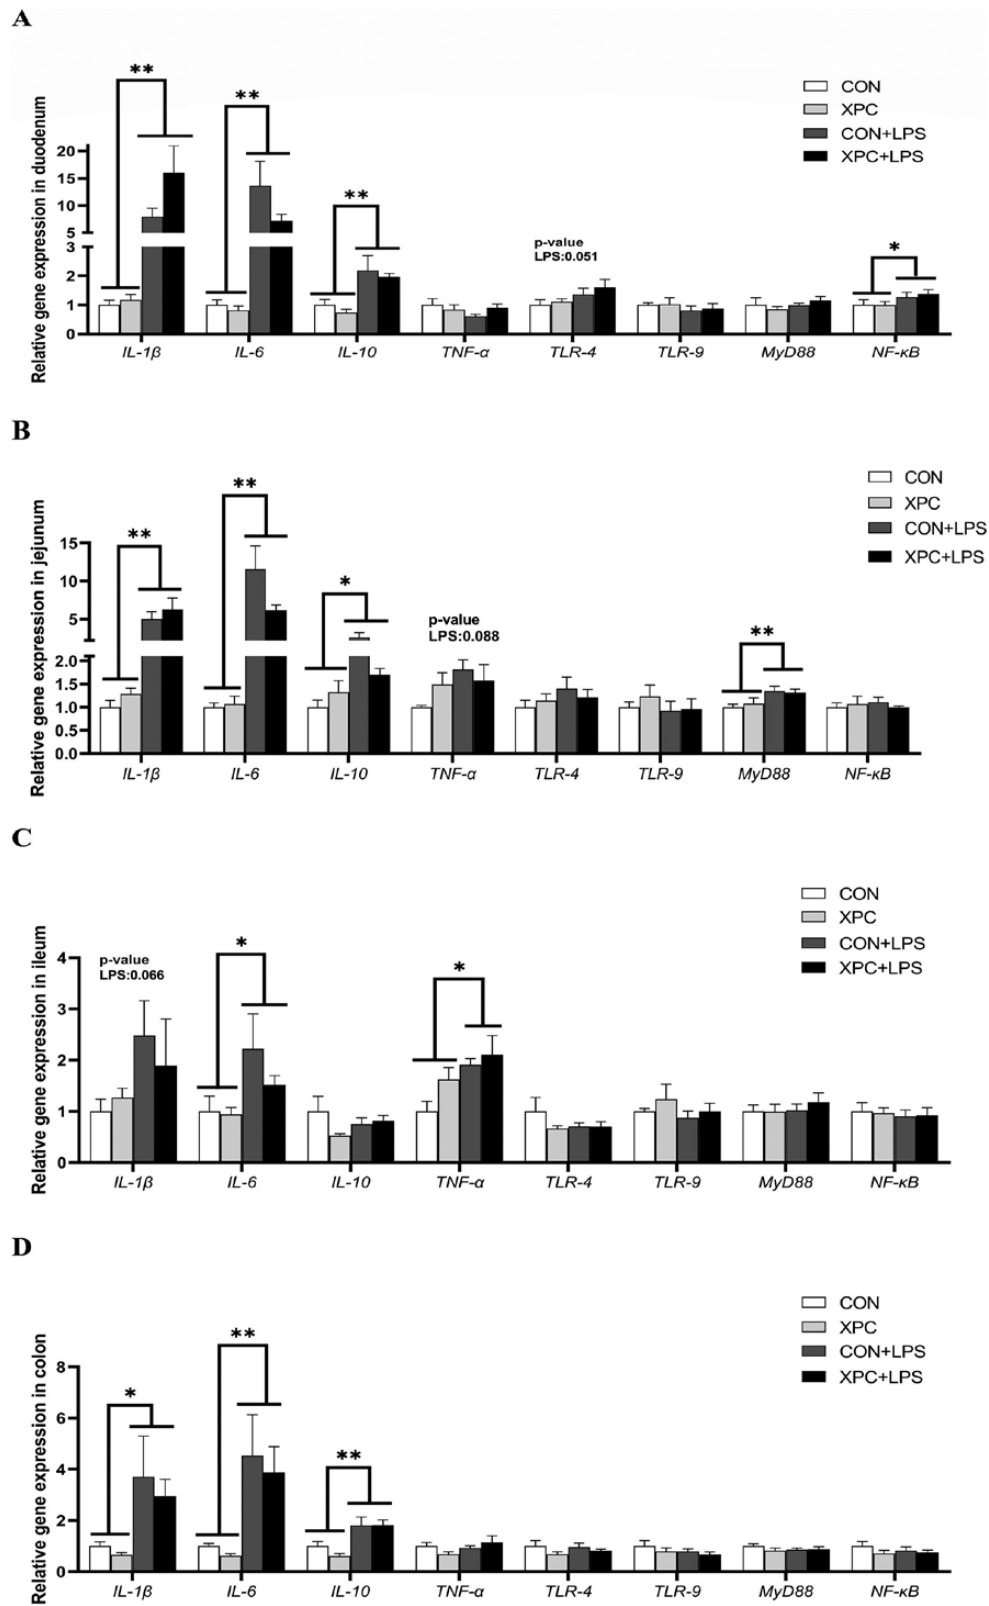 A
Relative gene expression in duodenum
CON
XPC
CON+LPS
XPC+LPS
**
**
**
p-value
LPS:0.051
*
20
15
10
5
3
2
1
0
IL-1β IL-6 IL-10 TNF-α TLR-4 TLR-9 MyD88 NF-κB
B
Relative gene expression in jejunum
CON
XPC
CON+LPS
XPC+LPS
**
**
*
p-value
LPS:0.088
**
15
10
5
2.0
1.5
1.0
0.5
0.0
IL-1β IL-6 IL-10 TNF-α TLR-4 TLR-9 MyD88 NF-κB
C
Relative gene expression in ileum
CON
XPC
CON+LPS
XPC+LPS
p-value
LPS:0.066
*
*
4
3
2
1
0
IL-1β IL-6 IL-10 TNF-α TLR-4 TLR-9 MyD88 NF-κB
D
Relative gene expression in colon
CON
XPC
CON+LPS
XPC+LPS
*
**
**
8
6
4
2
0
IL-1β IL-6 IL-10 TNF-α TLR-4 TLR-9 MyD88 NF-κB